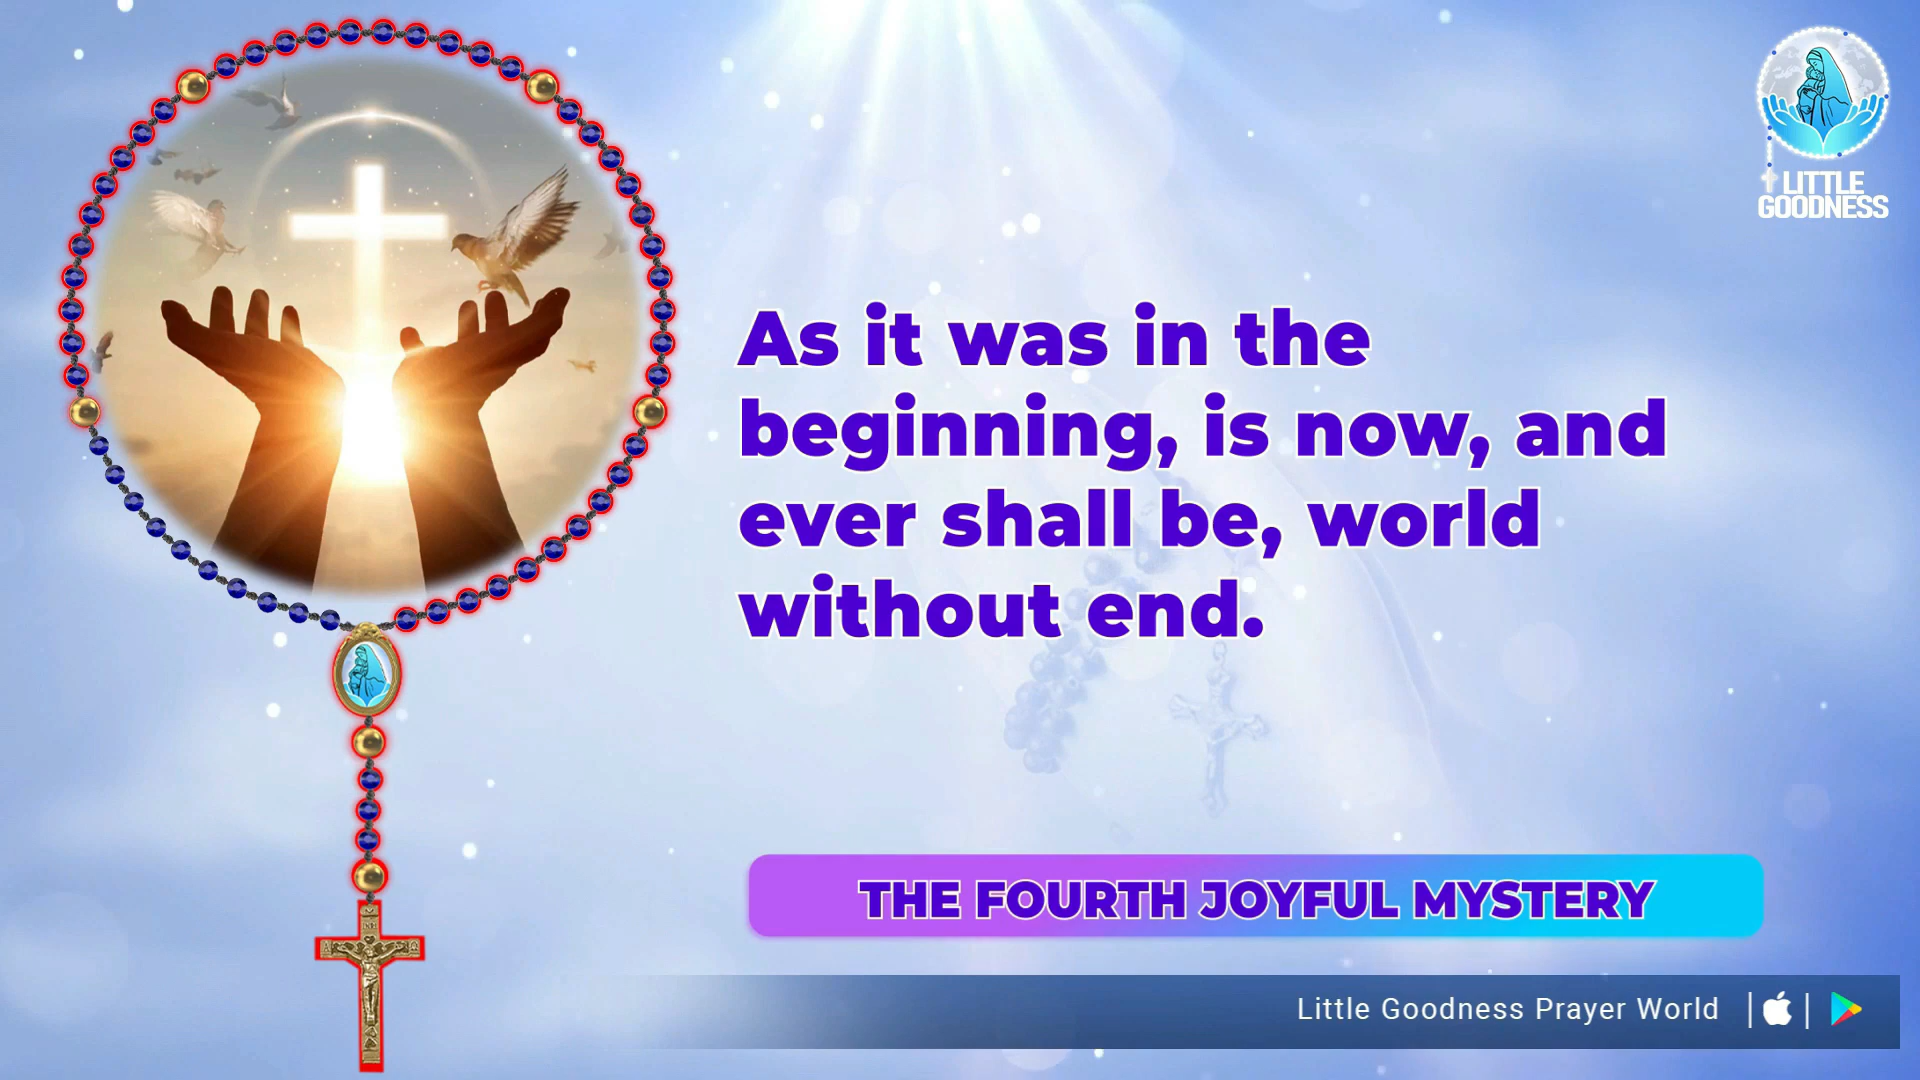 LITTLE
GOODNESS
As it was in the
beginning, is now, and
ever shall be, world
without end.
THE FOURTH JOYFUL MYSTERY
Little Goodness Prayer World